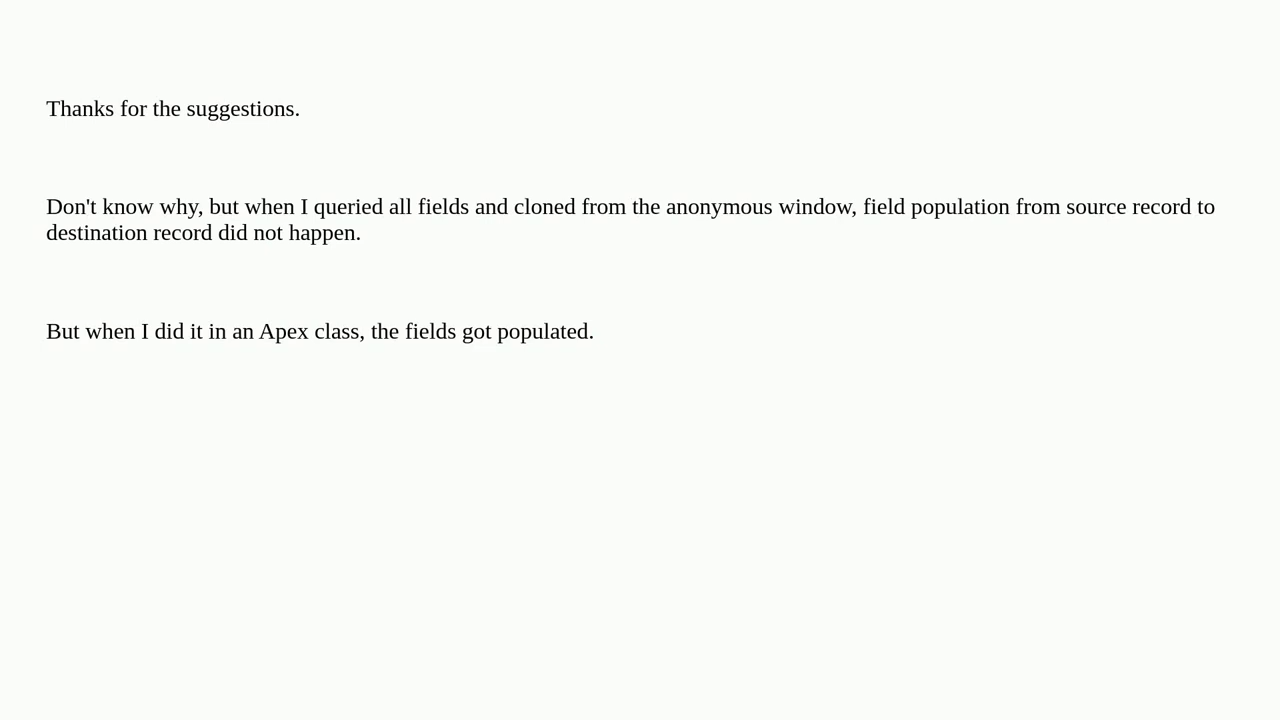 Thanks for the suggestions.
Don't know why, but when I queried all fields and cloned from the anonymous window, field population from source record to
destination record did not happen.
But when I did it in an Apex class, the fields got populated.